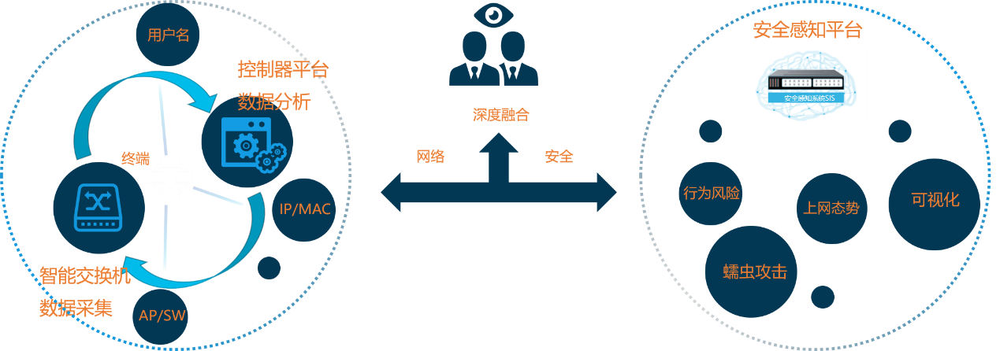 用户名
控制器平台
数据分析
终端
IP/MAC
智能交换机
数据采集
AP/SW
深度融合
网络
安全
安全感知平台
安全感知系统SIS
行为风险
上网态势
可视化
蠕虫攻击